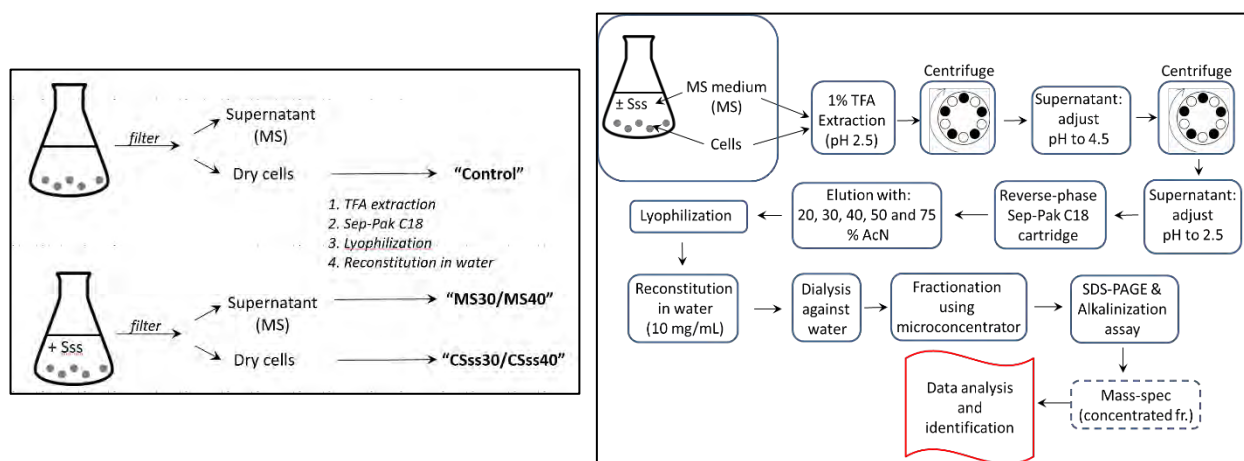 filter
Supernatant
(MS)
Dry cells
“Control”
1. TFA extraction
2. Sep-Pak C18
3. Lyophilization
4. Reconstitution in water
+ Sss
filter
Supernatant
(MS)
“MS30/MS40”
Dry cells
“CSss30/CSss40”
± Sss
MS medium
(MS)
Cells
1% TFA
Extraction
(pH 2.5)
Centrifuge
Supernatant:
adjust
pH to 4.5
Centrifuge
Supernatant:
adjust
pH to 2.5
Reverse-phase
Sep-Pak C18
cartridge
Elution with:
20, 30, 40, 50 and 75
% AcN
Lyophilization
Reconstitution
in water
(10 mg/mL)
Dialysis
against
water
Fractionation
using
microconcentrator
SDS-PAGE &
Alkalinization
assay
Mass-spec
(concentrated fr.)
Data analysis
and
identification